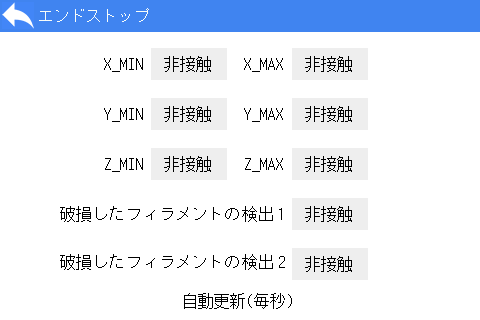 エンドストップ
X_MIN 非接触 X_MAX 非接触
Y_MIN 非接触 Y_MAX 非接触
Z_MIN 非接触 Z_MAX 非接触
破損したフィラメントの検出1 非接触
破損したフィラメントの検出2 非接触
自動更新(毎秒)